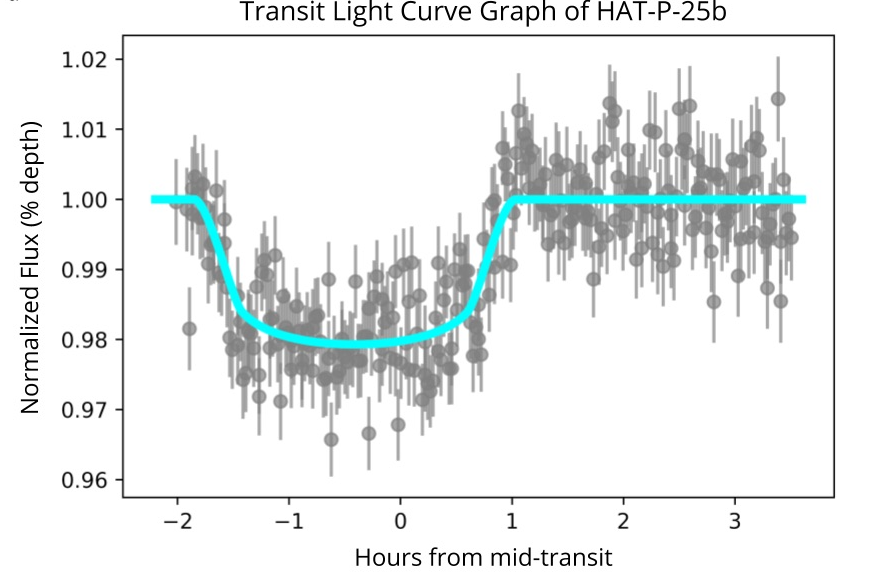 Transit Light Curve Graph of HAT-P-25b
1.02
1.01
1.00
0.99
0.98
0.97
0.96
Normalized Flux (% depth)
−2 −1 0 1 2 3
Hours from mid-transit